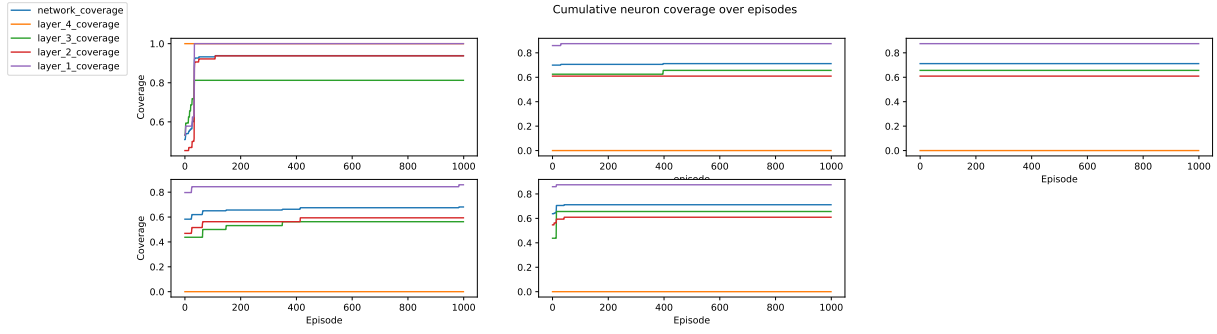 Cumulative neuron coverage over episodes
network_coverage
layer_4_coverage
layer_3_coverage
layer_2_coverage
layer_1_coverage
Coverage
1.0
0.8
0.6
0 200 400 600 800 1000
0.8
0.6
0.4
0.2
0.0
0 200 400 600 800 1000
episode
0.8
0.6
0.4
0.2
0.0
0 200 400 600 800 1000
Episode
Coverage
0.8
0.6
0.4
0.2
0.0
0 200 400 600 800 1000
Episode
0.8
0.6
0.4
0.2
0.0
0 200 400 600 800 1000
Episode